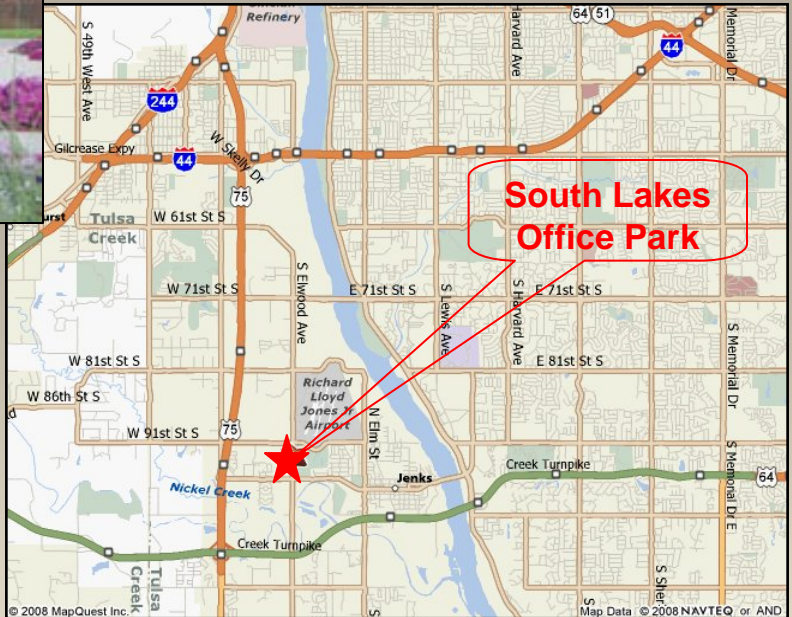 Refinery
64 51
Harvard Ave
Memorial Dr
S 49th West Ave
44
244
Gilcrease Expy
44
W Skelly Dr
75
South Lakes
Office Park
Tulsa
Creek
W 61st St S
S Elwood Ave
W 71st St S
E 71st St S
S Lewis Ave
S Harvard Ave
E 71st St S
S Memorial Dr
W 81st St S
E 81st St S
Richard
Lloyd
Jones Jr
Airport
W 86th St S
N Elm St
W 91st St S
75
Jenks
Creek Turnpike
S Memorial Dr E
64
Nickel Creek
Creek Turnpike
Tulsa
Creek
S
S
S
© 2008 MapQuest Inc.
Map Data © 2008 NAVTEQ or AND